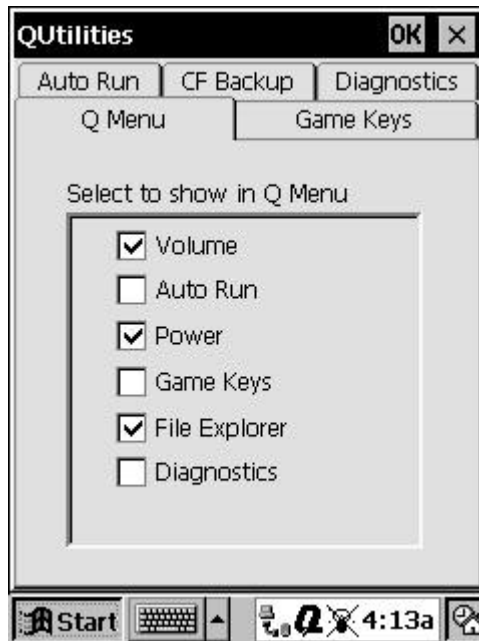 QUtilities OK ×
Auto Run CF Backup Diagnostics
Q Menu Game Keys
Select to show in Q Menu
Volume
Auto Run
Power
Game Keys
File Explorer
Diagnostics
Start Q 4:13a